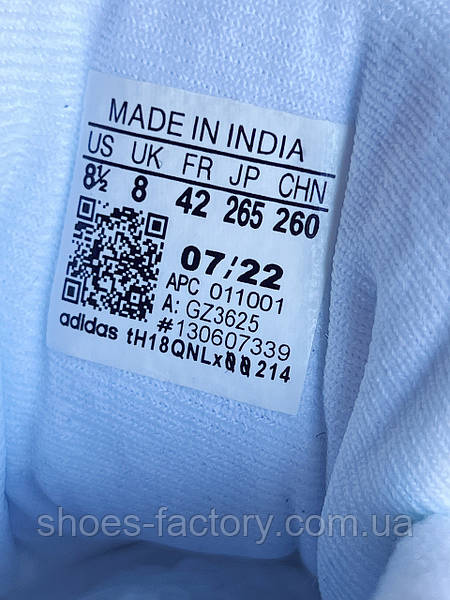 MADE IN INDIA
US UK FR JP CHN
8½ 8 42 265 260
07/22
APC 011001
A: GZ3625
#130607339
adidas tH18QNLx00214
shoes-factory.com.ua